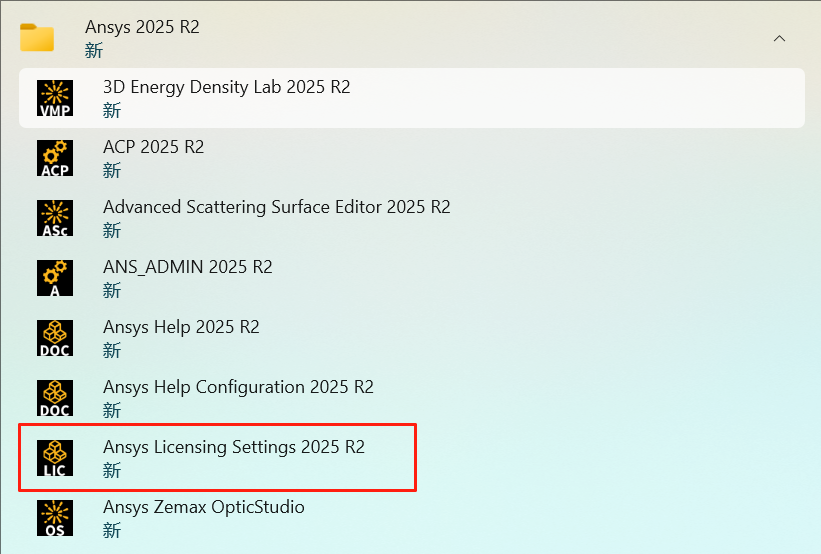 Ansys 2025 R2
新
3D Energy Density Lab 2025 R2
新
VMP
ACP 2025 R2
新
ACP
Advanced Scattering Surface Editor 2025 R2
新
ASc
ANS_ADMIN 2025 R2
新
A
Ansys Help 2025 R2
新
DOC
Ansys Help Configuration 2025 R2
新
DOC
Ansys Licensing Settings 2025 R2
新
LIC
Ansys Zemax OpticStudio
新
OS